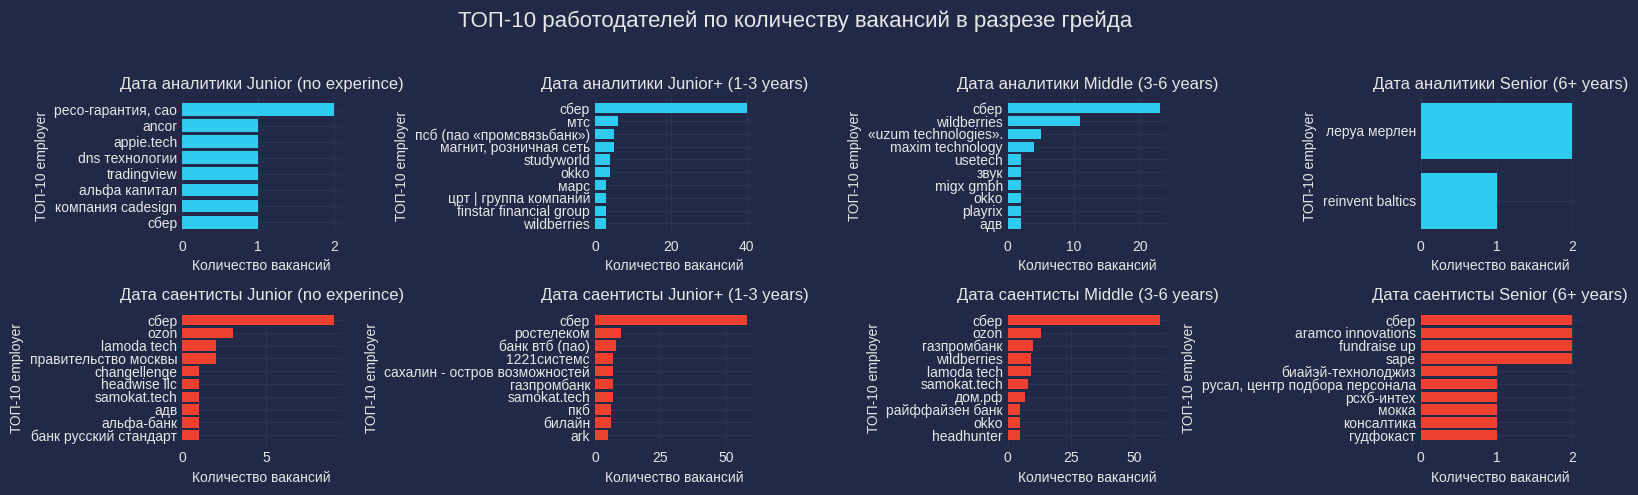 ТОП-10 работодателей по количеству вакансий в разрезе грейда
Дата аналитики Junior (no experince)
ТОП-10 employer
ресо-гарантия, сао
ancor
appie.tech
dns технологии
tradingview
альфа капитал
компания cadesign
сбер
0 1 2
Количество вакансий
Дата аналитики Junior+ (1-3 years)
ТОП-10 employer
сбер
мтс
псб (пао «промсвязьбанк»)
магнит, розничная сеть
studyworld
okko
марс
црт | группа компаний
finstar financial group
wildberries
0 20 40
Количество вакансий
Дата аналитики Middle (3-6 years)
ТОП-10 employer
сбер
wildberries
«uzum technologies».
maxim technology
usetech
звук
migx gmbh
okko
playrix
адв
0 10 20
Количество вакансий
Дата аналитики Senior (6+ years)
ТОП-10 employer
леруа мерлен
reinvent baltics
0 1 2
Количество вакансий
Дата саентисты Junior (no experince)
ТОП-10 employer
сбер
ozon
lamoda tech
правительство москвы
changellenge
headwise llc
samokat.tech
адв
альфа-банк
банк русский стандарт
0 5
Количество вакансий
Дата саентисты Junior+ (1-3 years)
ТОП-10 employer
сбер
ростелеком
банк втб (пао)
1221системс
сахалин - остров возможностей
газпромбанк
samokat.tech
пкб
билайн
ark
0 25 50
Количество вакансий
Дата саентисты Middle (3-6 years)
ТОП-10 employer
сбер
ozon
газпромбанк
wildberries
lamoda tech
samokat.tech
дом.рф
райффайзен банк
okko
headhunter
0 25 50
Количество вакансий
Дата саентисты Senior (6+ years)
ТОП-10 employer
сбер
aramco innovations
fundraise up
sape
биайэй-технолоджиз
русал, центр подбора персонала
рсхб-интех
мокка
консалтика
гудфокаст
0 1 2
Количество вакансий